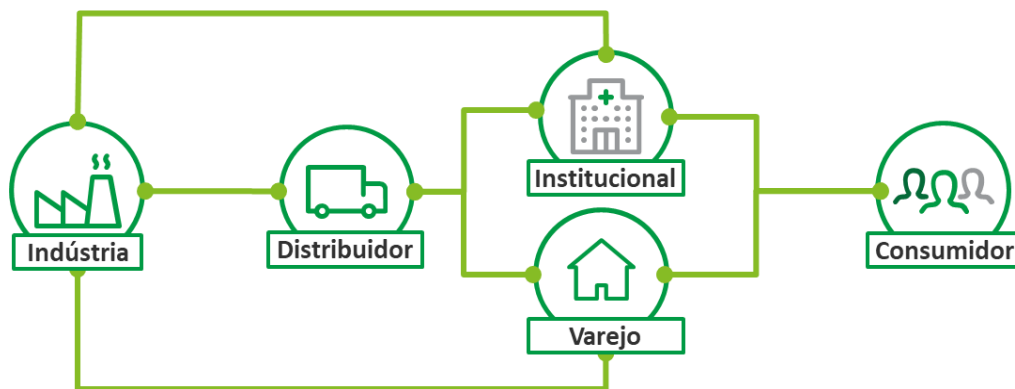 Indústria
Distribuidor
Institucional
Varejo
Consumidor